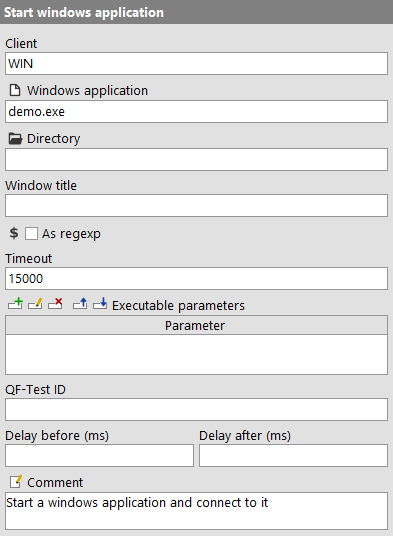 Start windows application
Client
WIN
Windows application
demo.exe
Directory
Window title
$ As regexp
Timeout
15000
Executable parameters
Parameter
QF-Test ID
Delay before (ms) Delay after (ms)
Comment
Start a windows application and connect to it